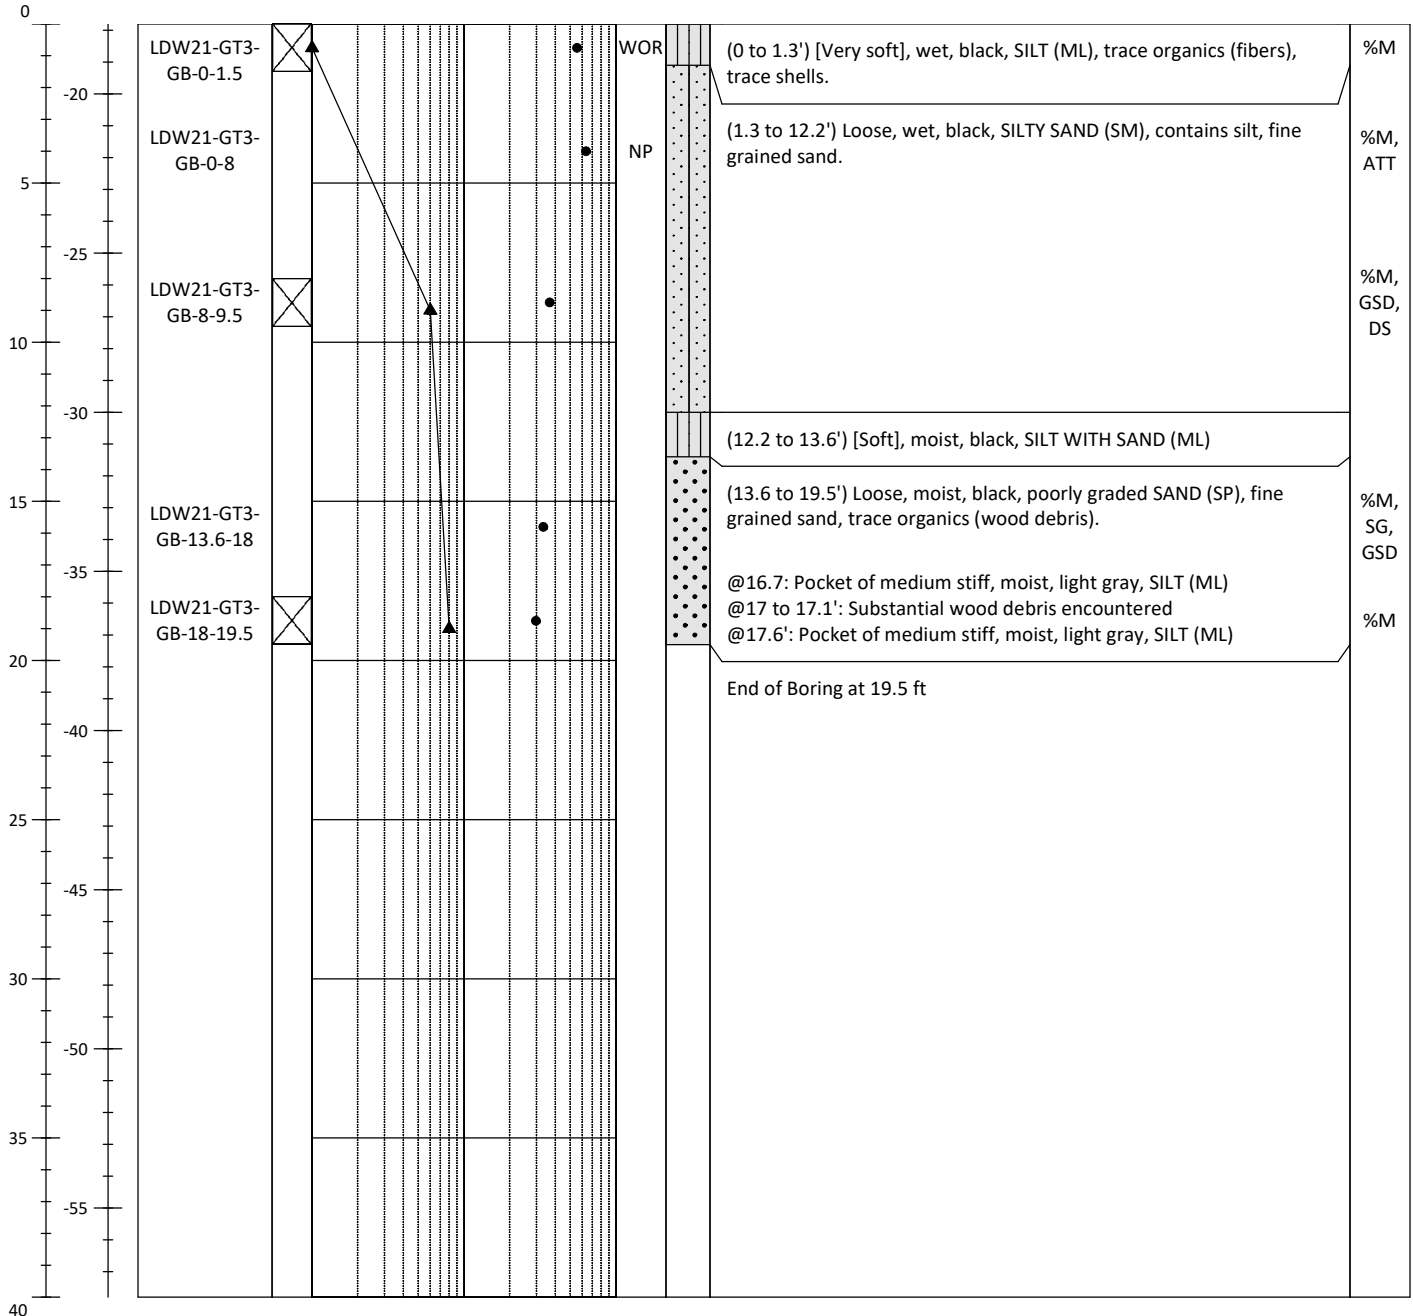 0
LDW21-GT3-
GB-0-1.5
WOR
(0 to 1.3') [Very soft], wet, black, SILT (ML), trace organics (fibers),
trace shells.
%M
-20
LDW21-GT3-
GB-0-8
NP
(1.3 to 12.2') Loose, wet, black, SILTY SAND (SM), contains silt, fine
grained sand.
%M,
ATT
5
-25
LDW21-GT3-
GB-8-9.5
%M,
GSD,
DS
10
-30
(12.2 to 13.6') [Soft], moist, black, SILT WITH SAND (ML)
15
LDW21-GT3-
GB-13.6-18
(13.6 to 19.5') Loose, moist, black, poorly graded SAND (SP), fine
grained sand, trace organics (wood debris).
%M,
SG,
GSD
-35
@16.7: Pocket of medium stiff, moist, light gray, SILT (ML)
@17 to 17.1': Substantial wood debris encountered
@17.6': Pocket of medium stiff, moist, light gray, SILT (ML)
LDW21-GT3-
GB-18-19.5
%M
20
End of Boring at 19.5 ft
-40
25
-45
30
-50
35
-55
40